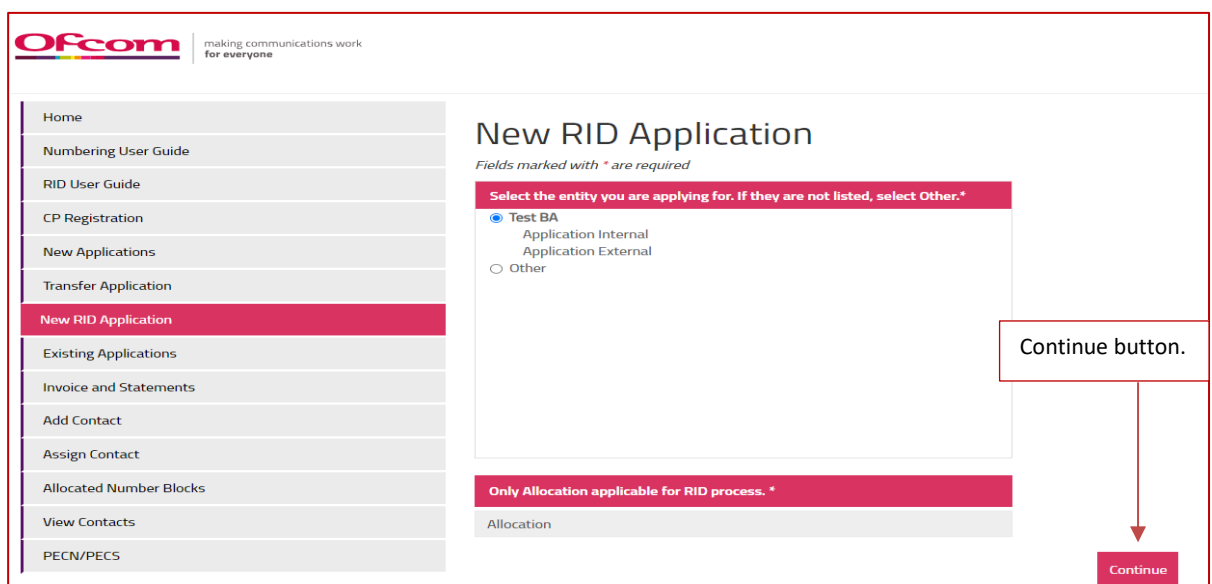 Ofcom
making communications work
for everyone
Home
Numbering User Guide
RID User Guide
CP Registration
New Applications
Transfer Application
New RID Application
Existing Applications
Invoice and Statements
Add Contact
Assign Contact
Allocated Number Blocks
View Contacts
PECN/PECS
New RID Application
Fields marked with * are required
Select the entity you are applying for. If they are not listed, select Other.*
Test BA
Application Internal
Application External
Other
Only Allocation applicable for RID process. *
Allocation
Continue button.
Continue